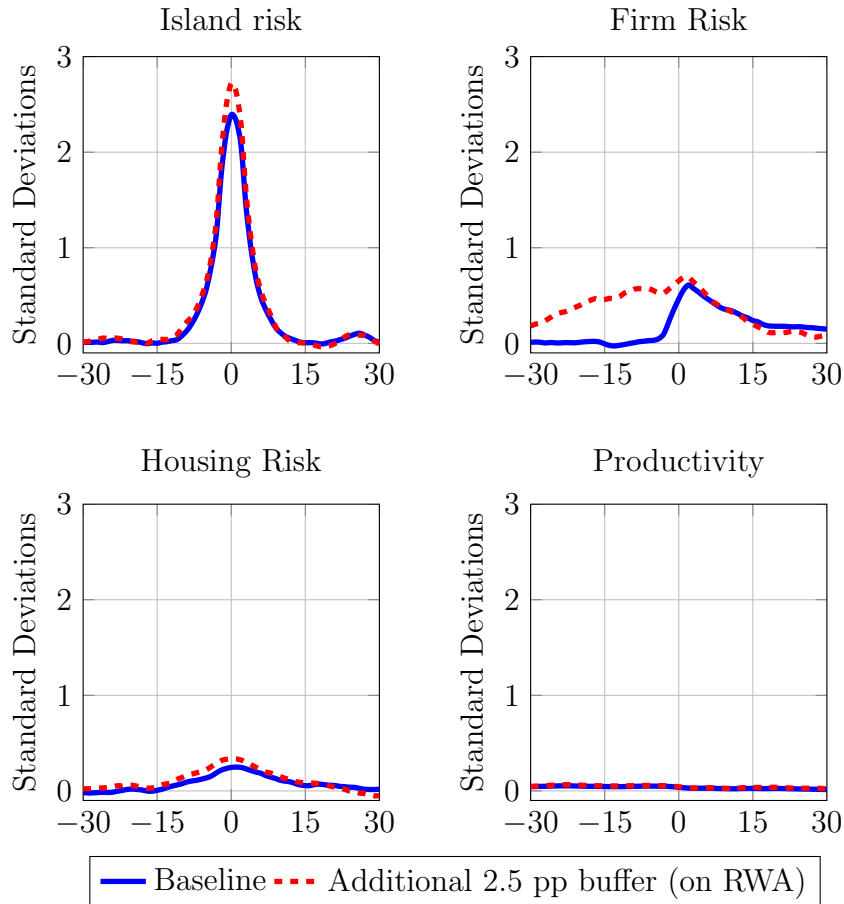 Island risk
Firm Risk
Standard Deviations
3
2
1
0
−30 −15 0 15 30
Standard Deviations
3
2
1
0
−30 −15 0 15 30
Housing Risk
Productivity
Standard Deviations
3
2
1
0
−30 −15 0 15 30
Standard Deviations
3
2
1
0
−30 −15 0 15 30
Baseline Additional 2.5 pp buffer (on RWA)